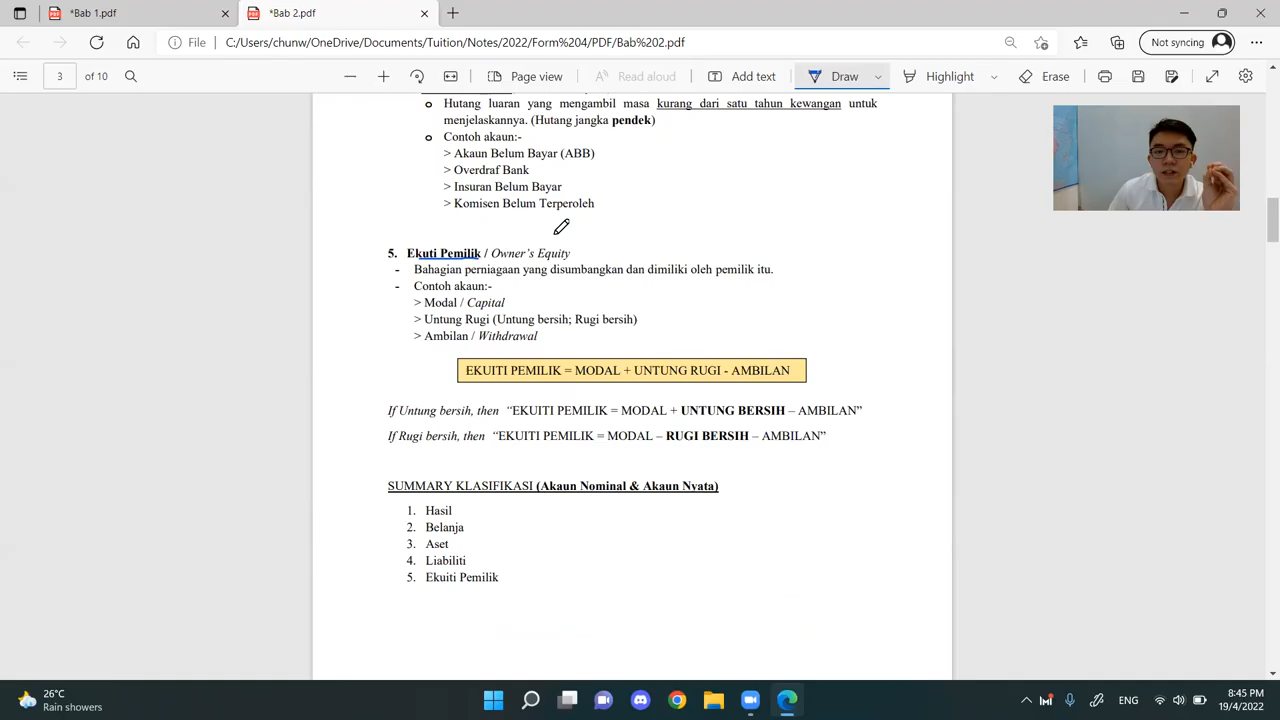 *Bab 1.pdf
*Bab 2.pdf
File
C:/Users/chunw/OneDrive/Documents/Tuition/Notes/2022/Form%204/PDF/Bab%202.pdf
Not syncing
3 of 10
Page view
Read aloud
Add text
Draw
Highlight
Erase
o Hutang luaran yang mengambil masa kurang dari satu tahun kewangan untuk
menjelaskannya. (Hutang jangka pendek)
o Contoh akaun:-
> Akaun Belum Bayar (ABB)
> Overdraf Bank
> Insuran Belum Bayar
> Komisen Belum Terperoleh
5. Ekuti Pemilik / Owner's Equity
- Bahagian perniagaan yang disumbangkan dan dimiliki oleh pemilik itu.
- Contoh akaun:-
> Modal / Capital
> Untung Rugi (Untung bersih; Rugi bersih)
> Ambilan / Withdrawal
EKUITI PEMILIK = MODAL + UNTUNG RUGI - AMBILAN
If Untung bersih, then “EKUITI PEMILIK = MODAL + UNTUNG BERSIH – AMBILAN”
If Rugi bersih, then “EKUITI PEMILIK = MODAL – RUGI BERSIH – AMBILAN”
SUMMARY KLASIFIKASI (Akaun Nominal & Akaun Nyata)
1. Hasil
2. Belanja
3. Aset
4. Liabiliti
5. Ekuiti Pemilik
26°C
Rain showers
ENG
8:45 PM
19/4/2022